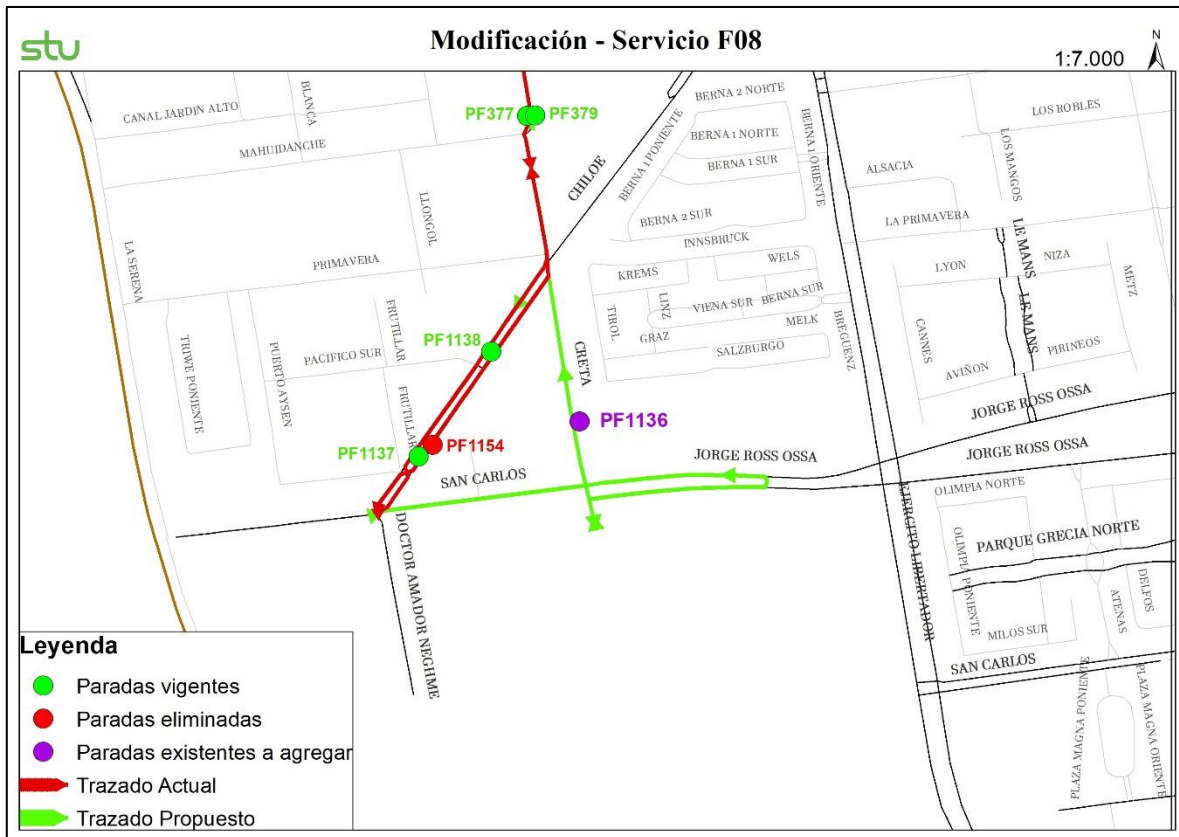 stu
Modificación - Servicio F08
1:7.000
N
CANAL JARDIN ALTO
BLANCA
MAHUIDANCHE
PF377
PF379
CHILOE
BERNA 1 PONIENTE
BERNA 2 NORTE
BERNA 1 NORTE
BERNA 1 SUR
BERNA 2 SUR
BERNA 1 ORIENTE
LOS ROBLES
LOS MANGOS
ALSACIA
LA PRIMAVERA
LLONGOL
LA SERENA
PRIMAVERA
INNSBRUCK
KREMS
WELS
LINZ
TIROL
VIENA SUR
BERNA SUR
GRAZ
MELK
SALZBURGO
BREGUENZ
LYON
LE MANS
NIZA
METZ
LE MANS
CANNES
PIRINEOS
AVIÑON
TRIWE PONIENTE
PUERTO AYSEN
PACIFICO SUR
FRUTILLAR
FRUTILLAR
PF1138
CRETA
PF1136
PF1137
PF1154
SAN CARLOS
JORGE ROSS OSSA
JORGE ROSS OSSA
JORGE ROSS OSSA
DOCTOR AMADOR NEGHME
EJERCITO LIBERTADOR
OLIMPIA NORTE
OLIMPIA PONIENTE
PARQUE GRECIA NORTE
ATENAS
DELFOS
MILOS SUR
SAN CARLOS
PLAZA MAGNA PONIENTE
PLAZA MAGNA ORIENTE
Leyenda
Paradas vigentes
Paradas eliminadas
Paradas existentes a agregar
Trazado Actual
Trazado Propuesto